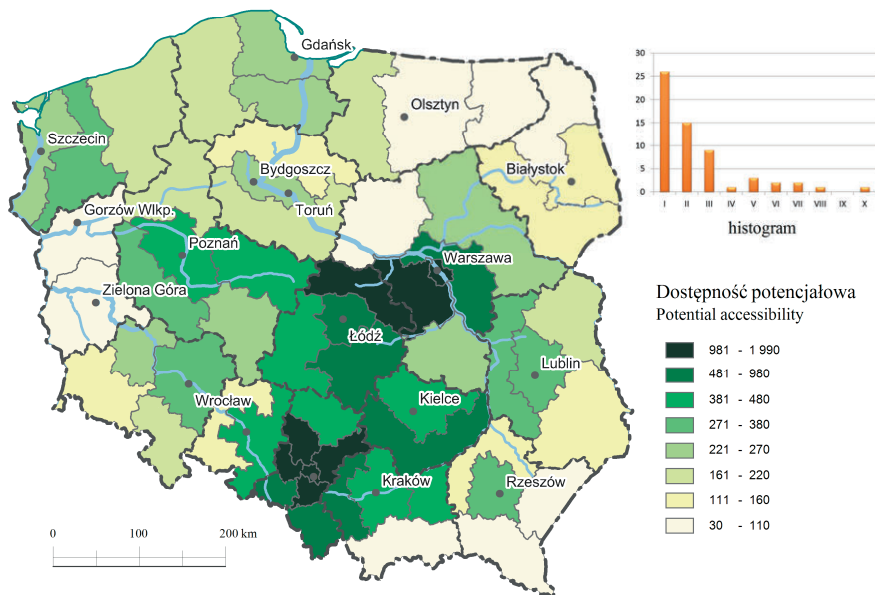 Gdańsk
Olsztyn
Szczecin
Bydgoszcz
Białystok
Toruń
Gorzów Wlkp.
Poznań
Warszawa
Zielona Góra
Łódź
Lublin
Wrocław
Kielce
Kraków
Rzeszów
0 100 200 km
30
25
20
15
10
5
0
I II III IV V VI VII VIII IX X
histogram
Dostępność potencjałowa
Potential accessibility
981 - 1 990
481 - 980
381 - 480
271 - 380
221 - 270
161 - 220
111 - 160
30 - 110